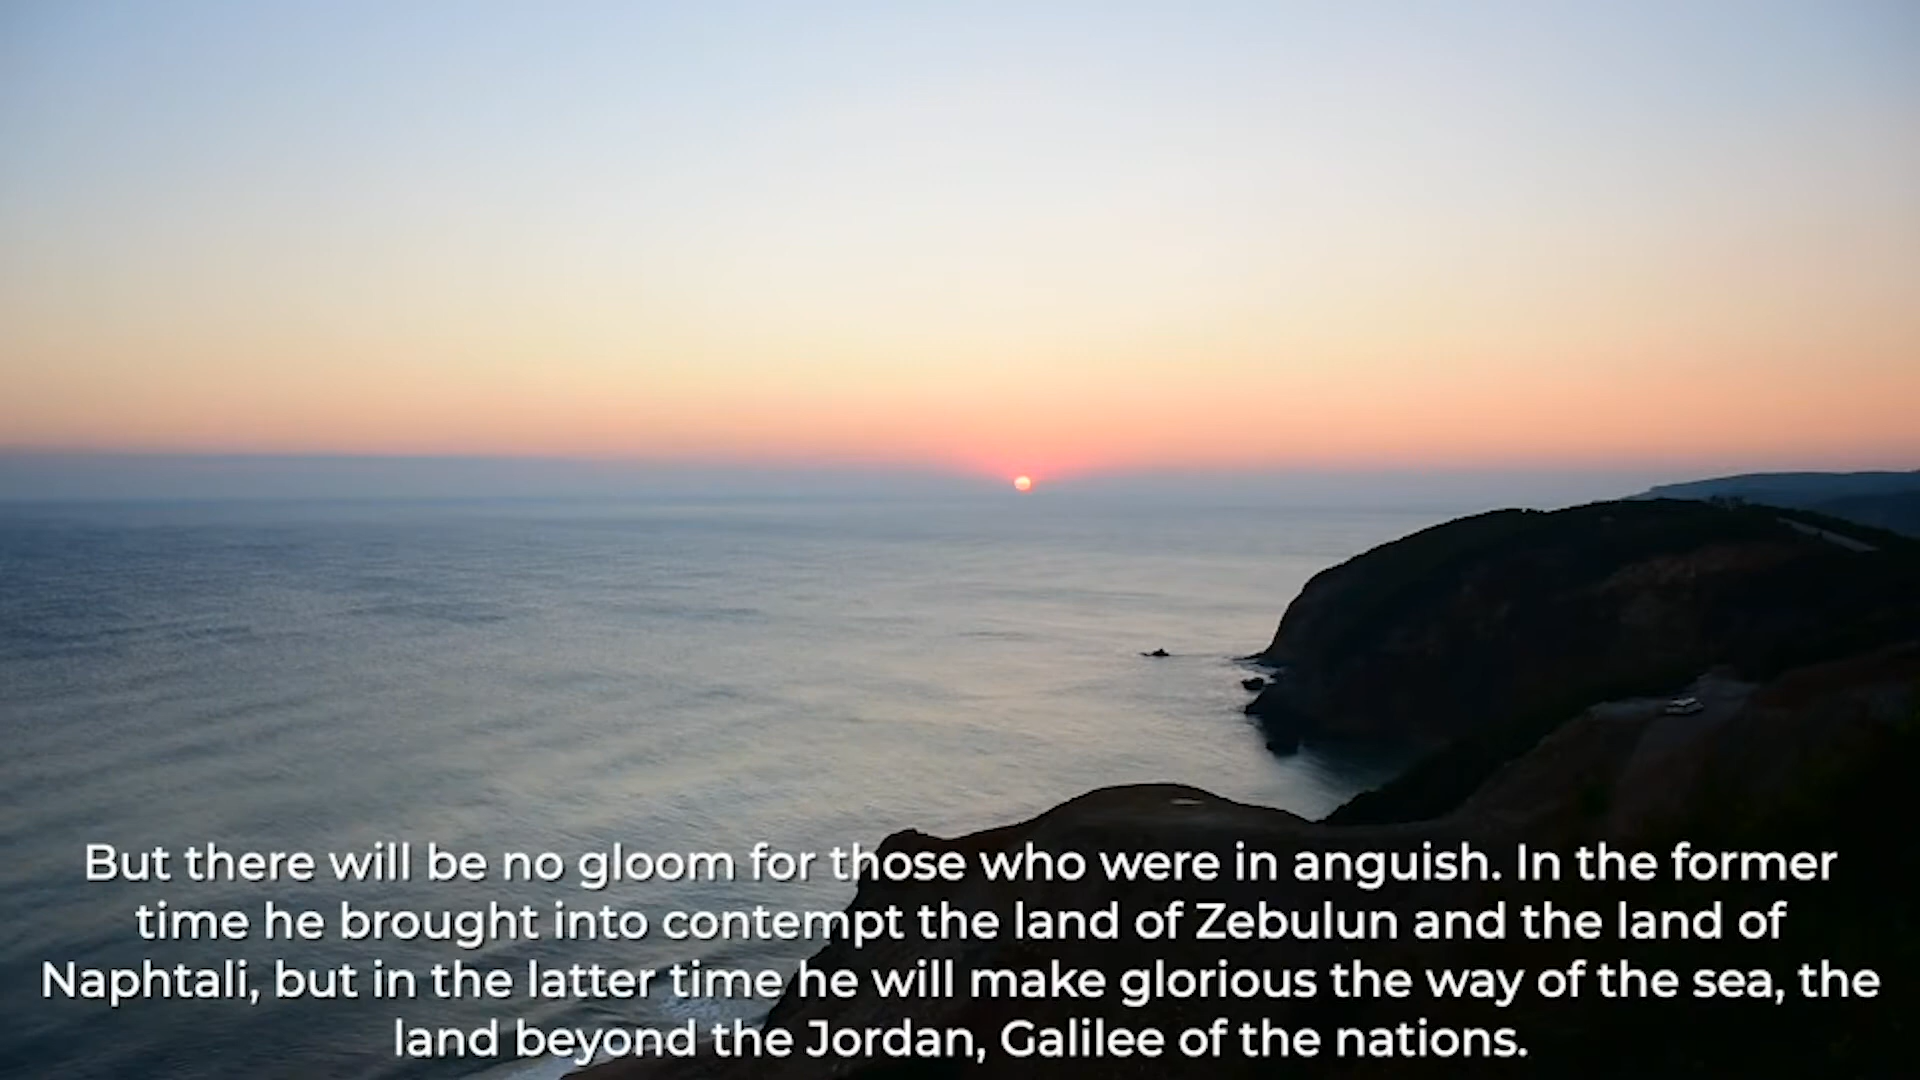 But there will be no gloom for those who were in anguish. In the former
time he brought into contempt the land of Zebulun and the land of
Naphtali, but in the latter time he will make glorious the way of the sea, the
land beyond the Jordan, Galilee of the nations.